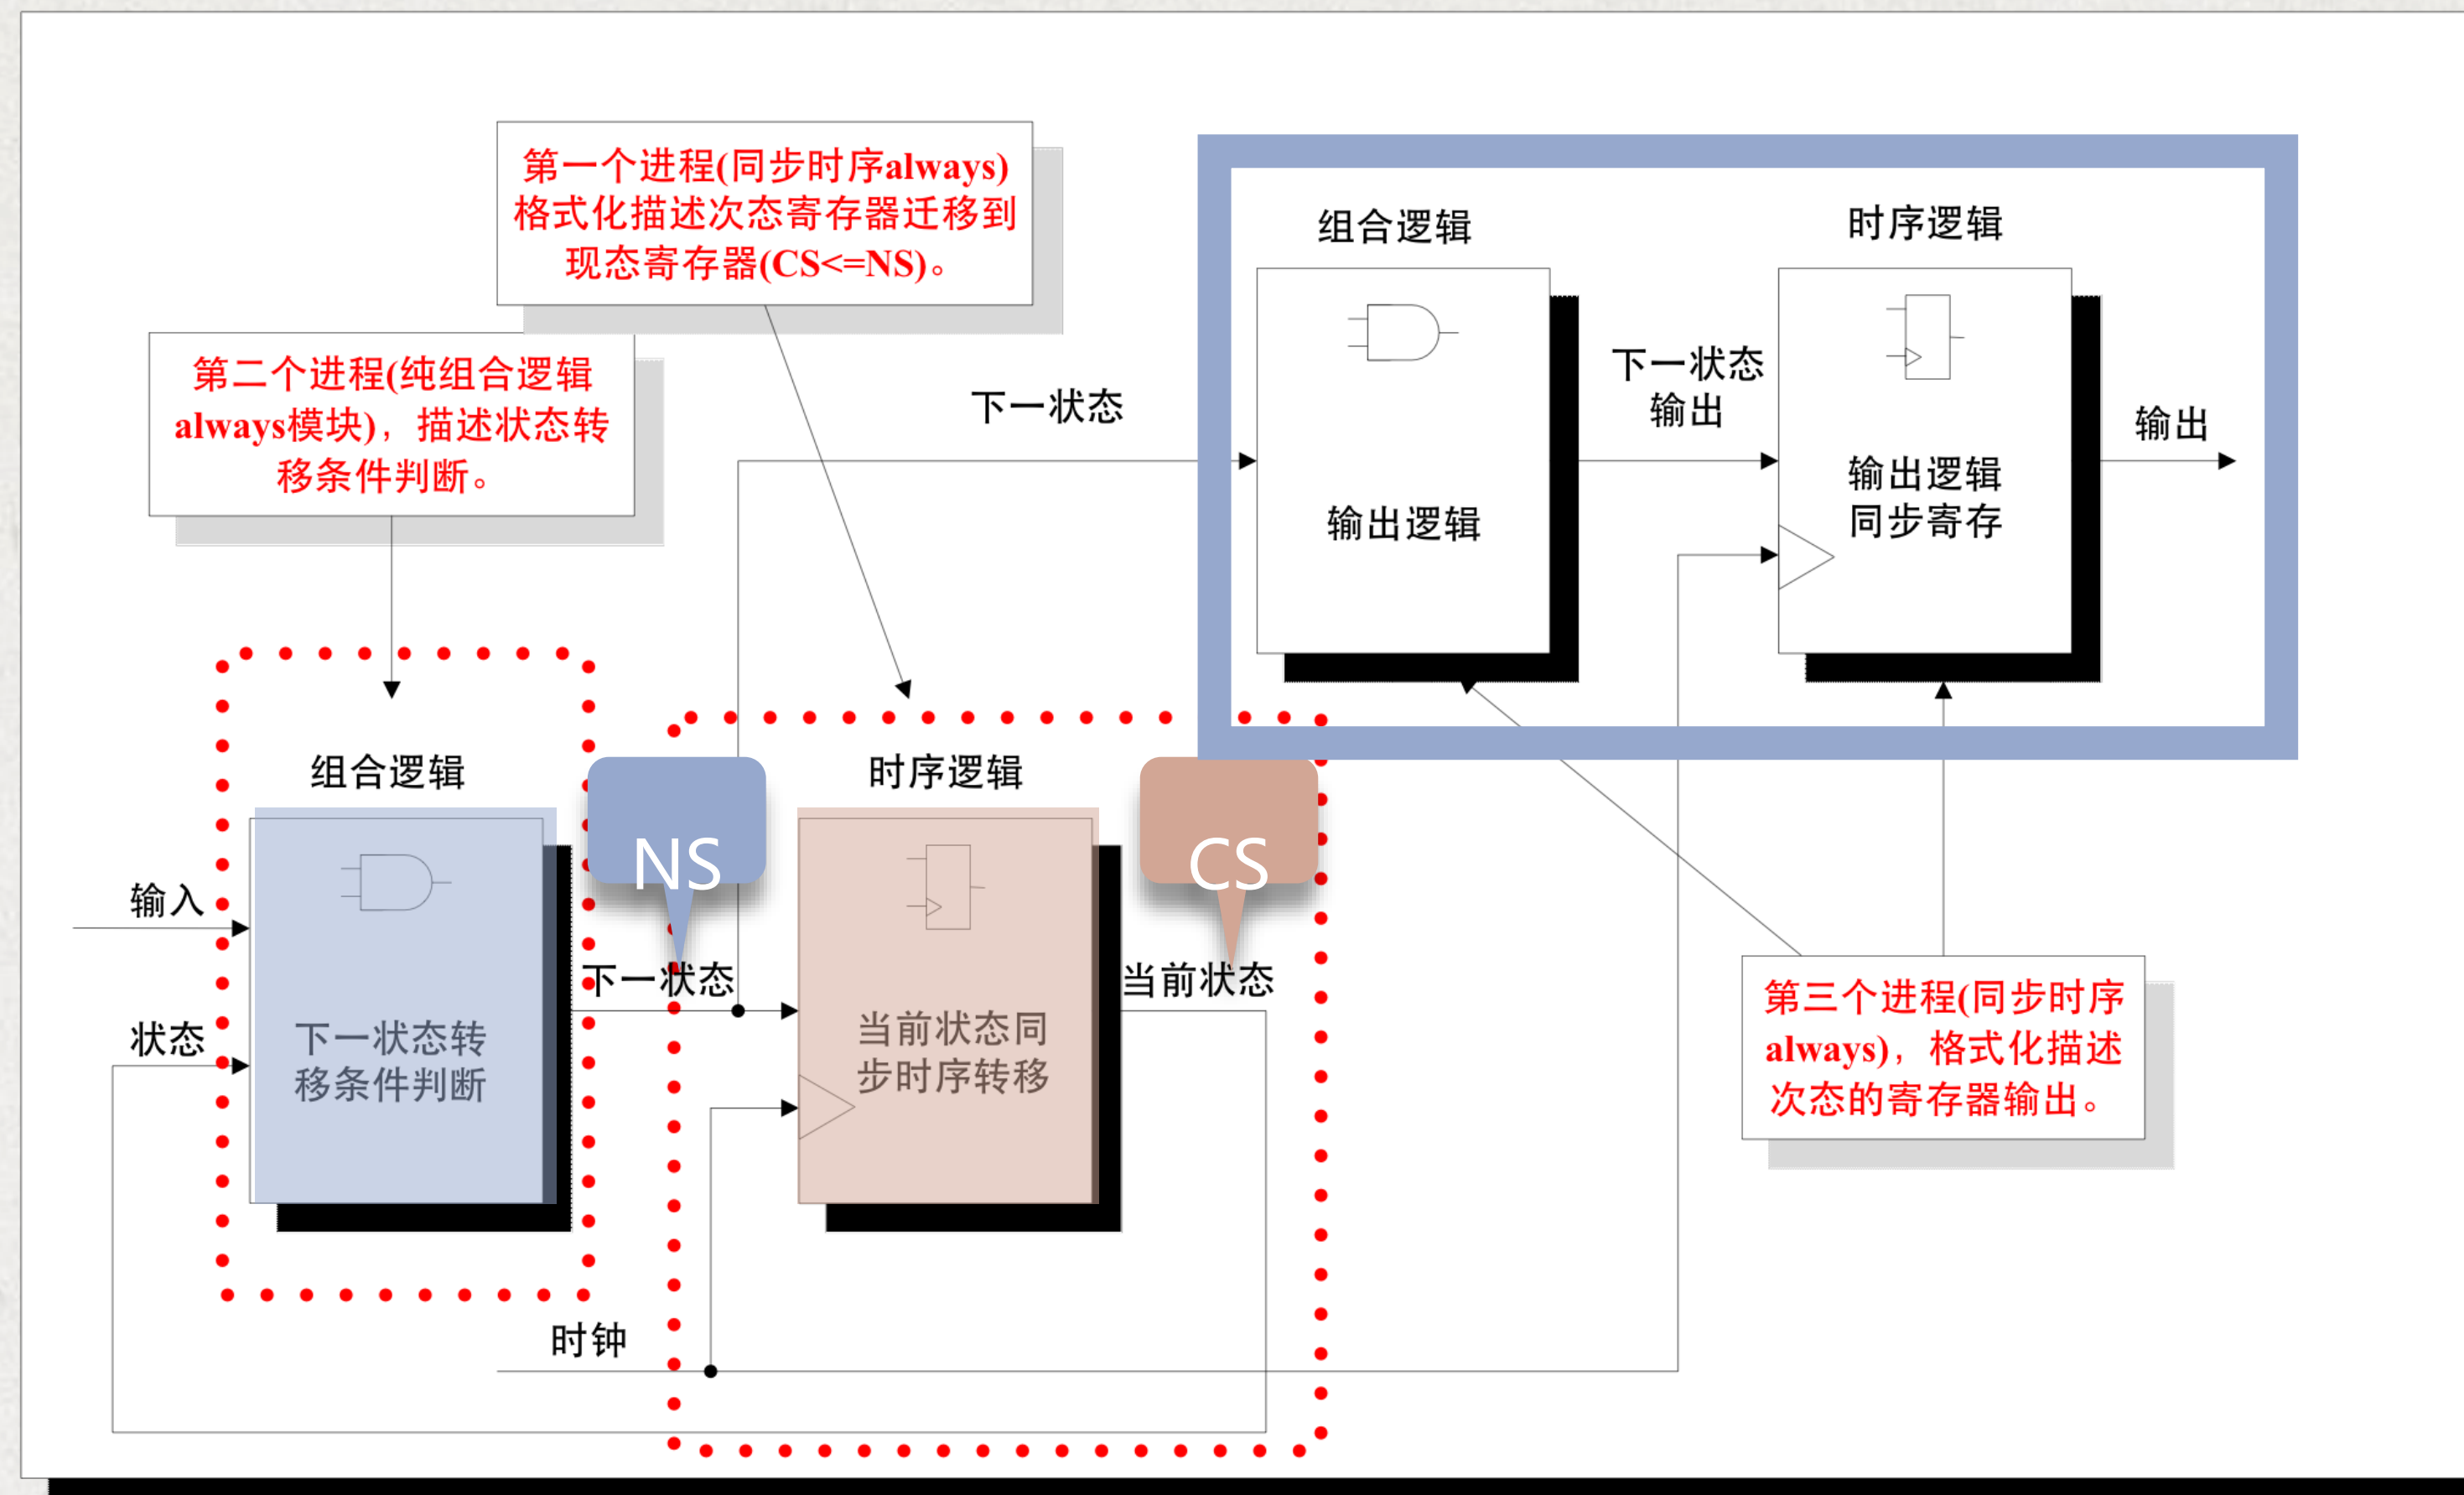 第一个进程(同步时序always)
格式化描述次态寄存器迁移到
现态寄存器(CS<=NS)。
第二个进程(纯组合逻辑
always模块)，描述状态转
移条件判断。
组合逻辑
时序逻辑
下一状态
输出逻辑
下一状态
输出
输出逻辑
同步寄存
输出
组合逻辑
时序逻辑
NS
CS
输入
状态
下一状态转
移条件判断
下一状态
当前状态同
步时序转移
当前状态
第三个进程(同步时序
always)，格式化描述
次态的寄存器输出。
时钟